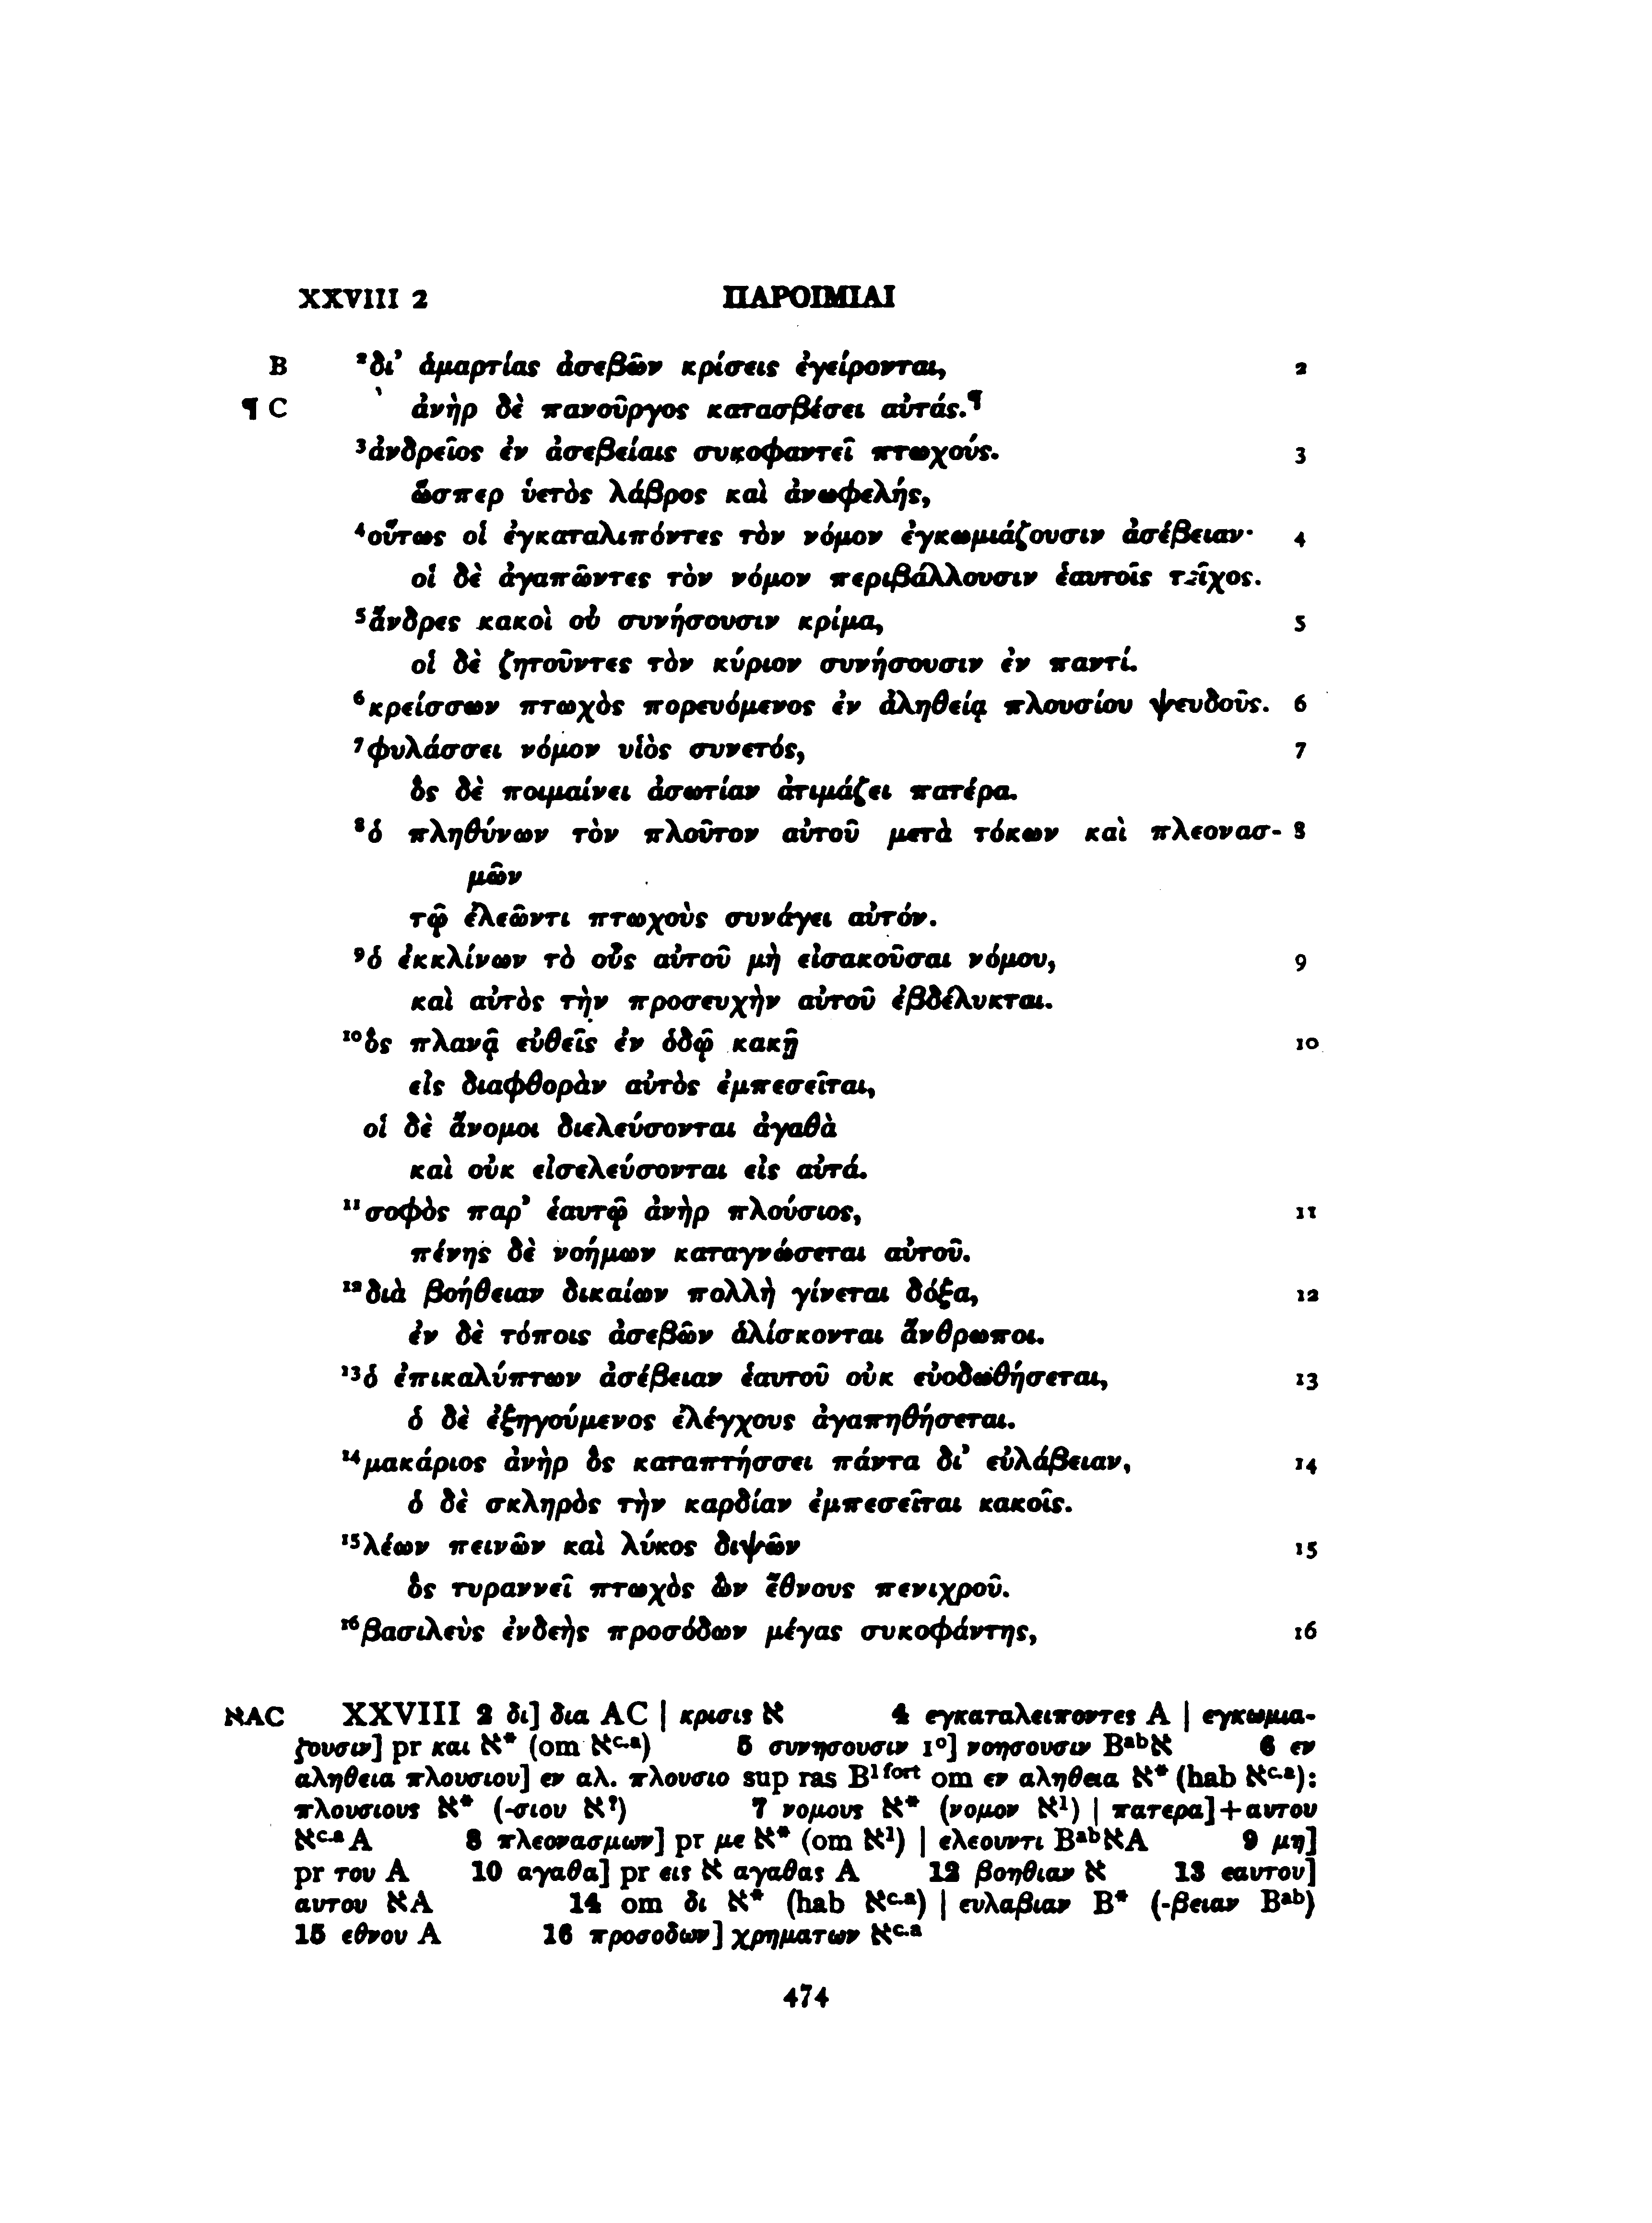 XXVIII 2 ΠΑΡΟΙΜΙΑΙ
B ²δι’ ἁμαρτίας ἀσεβῶν κρίσεις ἐγείρονται, 2
¶ C ἀνὴρ δὲ πανοῦργος κατασβέσει αὐτάς.¶
³ἀνδρεῖος ἐν ἀσεβείαις συκοφαντεῖ πτωχούς. 3
ὥσπερ ὑετὸς λάβρος καὶ ἀνωφελής,
⁴οὕτως οἱ ἐγκαταλιπόντες τὸν νόμον ἐγκωμιάζουσιν ἀσέβειαν· 4
οἱ δὲ ἀγαπῶντες τὸν νόμον περιβάλλουσιν ἑαυτοῖς τεῖχος.
⁵ἄνδρες κακοὶ οὐ συνήσουσιν κρίμα, 5
οἱ δὲ ζητοῦντες τὸν κύριον συνήσουσιν ἐν παντί.
⁶κρείσσων πτωχὸς πορευόμενος ἐν ἀληθείᾳ πλουσίου ψευδοῦς. 6
⁷φυλάσσει νόμον υἱὸς συνετός, 7
ὃς δὲ ποιμαίνει ἀσωτίαν ἀτιμάζει πατέρα.
⁸ὁ πληθύνων τὸν πλοῦτον αὐτοῦ μετὰ τόκων καὶ πλεονασ- 8
μῶν
τῷ ἐλεῶντι πτωχοὺς συνάγει αὐτόν.
⁹ὁ ἐκκλίνων τὸ οὖς αὐτοῦ μὴ εἰσακοῦσαι νόμου, 9
καὶ αὐτὸς τὴν προσευχὴν αὐτοῦ ἐβδέλυκται.
¹⁰ὃς πλανᾷ εὐθεῖς ἐν ὁδῷ κακῇ 10
εἰς διαφθορὰν αὐτὸς ἐμπεσεῖται,
οἱ δὲ ἄνομοι διελεύσονται ἀγαθὰ
καὶ οὐκ εἰσελεύσονται εἰς αὐτά.
¹¹σοφὸς παρ’ ἑαυτῷ ἀνὴρ πλούσιος, 11
πένης δὲ νοήμων καταγνώσεται αὐτοῦ.
¹²διὰ βοήθειαν δικαίων πολλὴ γίνεται δόξα, 12
ἐν δὲ τόποις ἀσεβῶν ἁλίσκονται ἄνθρωποι.
¹³ὁ ἐπικαλύπτων ἀσέβειαν ἑαυτοῦ οὐκ εὐοδωθήσεται, 13
ὁ δὲ ἐξηγούμενος ἐλέγχους ἀγαπηθήσεται.
¹⁴μακάριος ἀνὴρ ὃς καταπτήσσει πάντα δι’ εὐλάβειαν, 14
ὁ δὲ σκληρὸς τὴν καρδίαν ἐμπεσεῖται κακοῖς.
¹⁵λέων πεινῶν καὶ λύκος διψῶν 15
ὃς τυραννεῖ πτωχὸς ὢν ἔθνους πενιχροῦ.
¹⁶βασιλεὺς ἐνδεὴς προσόδων μέγας συκοφάντης, 16
אAC XXVIII 2 δι] δια AC | κρισις א 4 εγκαταλειποντες A | εγκωμια-
ζουσιν] pr και א* (om אᶜ·ᵃ) 5 συνησουσιν 1°] νοησουσιν Bᵃᵇא 6 εν
αληθεια πλουσιου] εν αλ. πλουσιο sup ras B¹ᶠᵒʳᵗ om εν αληθεια א* (hab אᶜ·ᵃ):
πλουσιους א* (-σιου א?) 7 νομους א* (νομον א¹) | πατερα]+αυτου
אᶜ·ᵃ A 8 πλεονασμων] pr με א* (om א¹) | ελεουντι BᵃᵇאA 9 μη]
pr του A 10 αγαθα] pr εις א αγαθας A 12 βοηθιαν א 13 εαυτου]
αυτου אA 14 om δι א* (hab אᶜ·ᵃ) | ευλαβιαν B* (-βειαν Bᵃᵇ)
15 εθνου A 16 προσοδων] χρηματων אᶜ·ᵃ
474